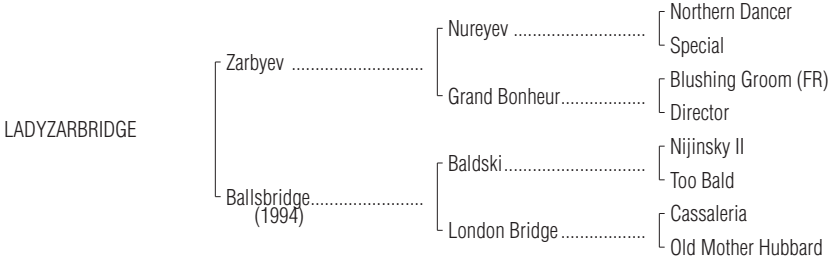 Northern Dancer
Nureyev ............................
Special
Zarbyev ............................
Blushing Groom (FR)
Grand Bonheur..................
Director
LADYZARBRIDGE
Nijinsky II
Baldski..............................
Too Bald
Ballsbridge........................
(1994)
Cassaleria
London Bridge ..................
Old Mother Hubbard